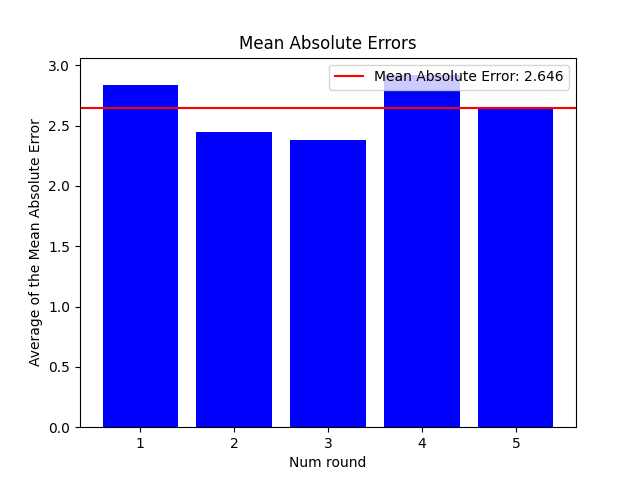 Mean Absolute Errors
Mean Absolute Error: 2.646
Average of the Mean Absolute Error
3.0
2.5
2.0
1.5
1.0
0.5
0.0
1 2 3 4 5
Num round